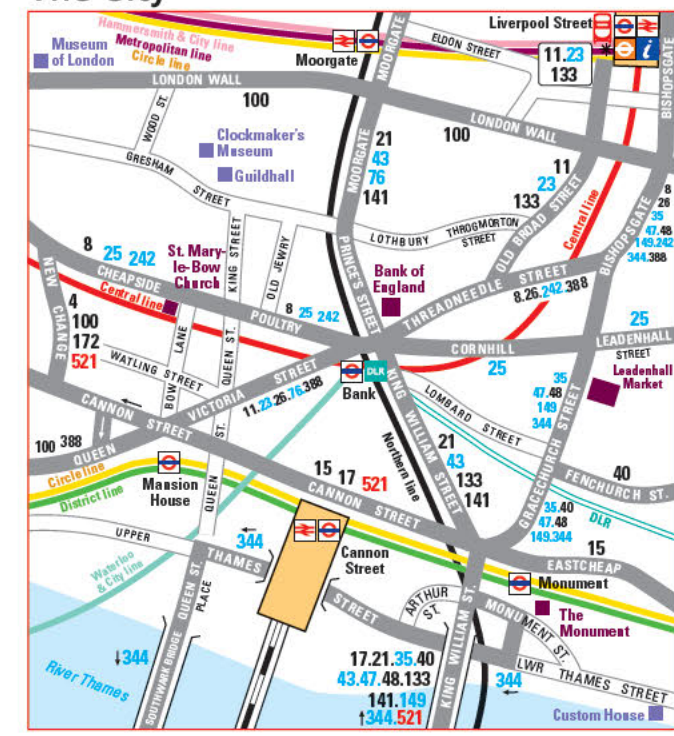 The City
Hammersmith & City line
Metropolitan line
Circle line
Museum
of London
Moorgate
MOORGATE
ELDON STREET
Liverpool Street
i
11.23
133
BISHOPSGATE
LONDON WALL
100
WOOD ST.
Clockmaker's
Museum
Guildhall
MOORGATE
21
43
76
141
100
LONDON WALL
GRESHAM
STREET
11
23
133
OLD BROAD STREET
Central line
BISHOPSGATE
8
26
35
47.48
149.242
344.388
THROGMORTON
STREET
LOTHBURY
8 25 242
CHEAPSIDE
Central line
St. Mary-
le-Bow
Church
KING STREET
OLD JEWRY
PRINCE'S STREET
Bank of
England
THREADNEEDLE STREET
8.26.242.388
NEW
CHANGE
4
100
172
521
8 25 242
POULTRY
CORNHILL
25
25
LEADENHALL
STREET
Leadenhall
Market
WATLING STREET
BOW
LANE
QUEEN ST.
VICTORIA
STREET
QUEEN
11.23.26.76.388
DLR
Bank
KING WILLIAM STREET
LOMBARD STREET
35
47.48
149
344
GRACECHURCH STREET
CANNON STREET
100 388
Circle line
District line
Mansion
House
QUEEN
ST.
15 17 521
CANNON STREET
Northern line
21
43
133
141
40
FENCHURCH ST.
DLR
35.40
47.48
149.344
15
EASTCHEAP
UPPER
THAMES
STREET
344
Cannon
Street
Monument
The
Monument
MONUMENT ST.
ARTHUR
ST.
Waterloo
& City line
QUEEN ST.
PLACE
SOUTHWARK BRIDGE
344
River Thames
17.21.35.40
43.47.48.133
141.149
344.521
KING WILLIAM ST.
344
LWR THAMES STREET
Custom House